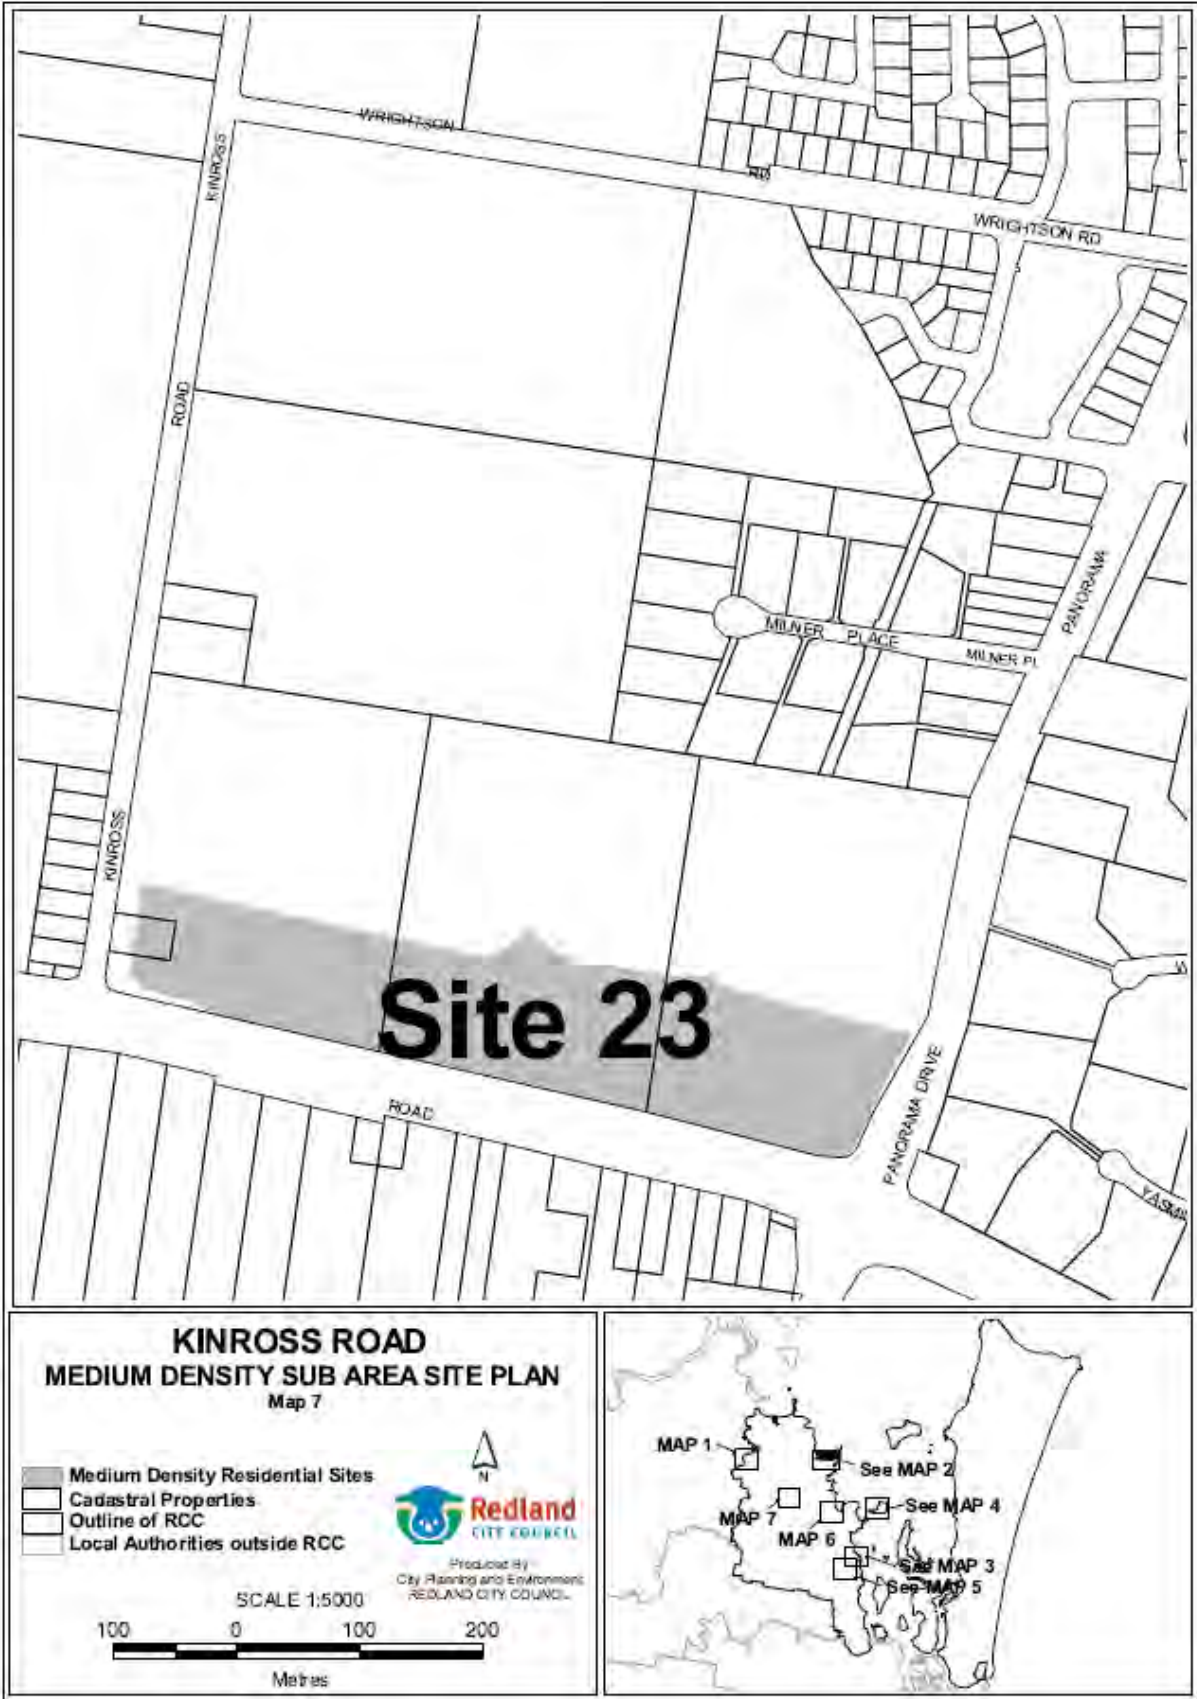 WRIGHTSON
KINROSS
RD
WRIGHTSON RD
ROAD
PANORAMA
MILNER PLACE
MILNER PL
KINROSS
Site 23
PANORAMA DRIVE
ROAD
KINROSS ROAD
MEDIUM DENSITY SUB AREA SITE PLAN
Map 7
N
Medium Density Residential Sites
Cadastral Properties
Outline of RCC
Local Authorities outside RCC
Redland
CITY COUNCIL
Produced By
City Planning and Environment
REDLAND CITY COUNCIL
SCALE 1:5000
100 0 100 200
Metres
MAP 1
See MAP 2
MAP 7
See MAP 4
MAP 6
See MAP 3
See MAP 5